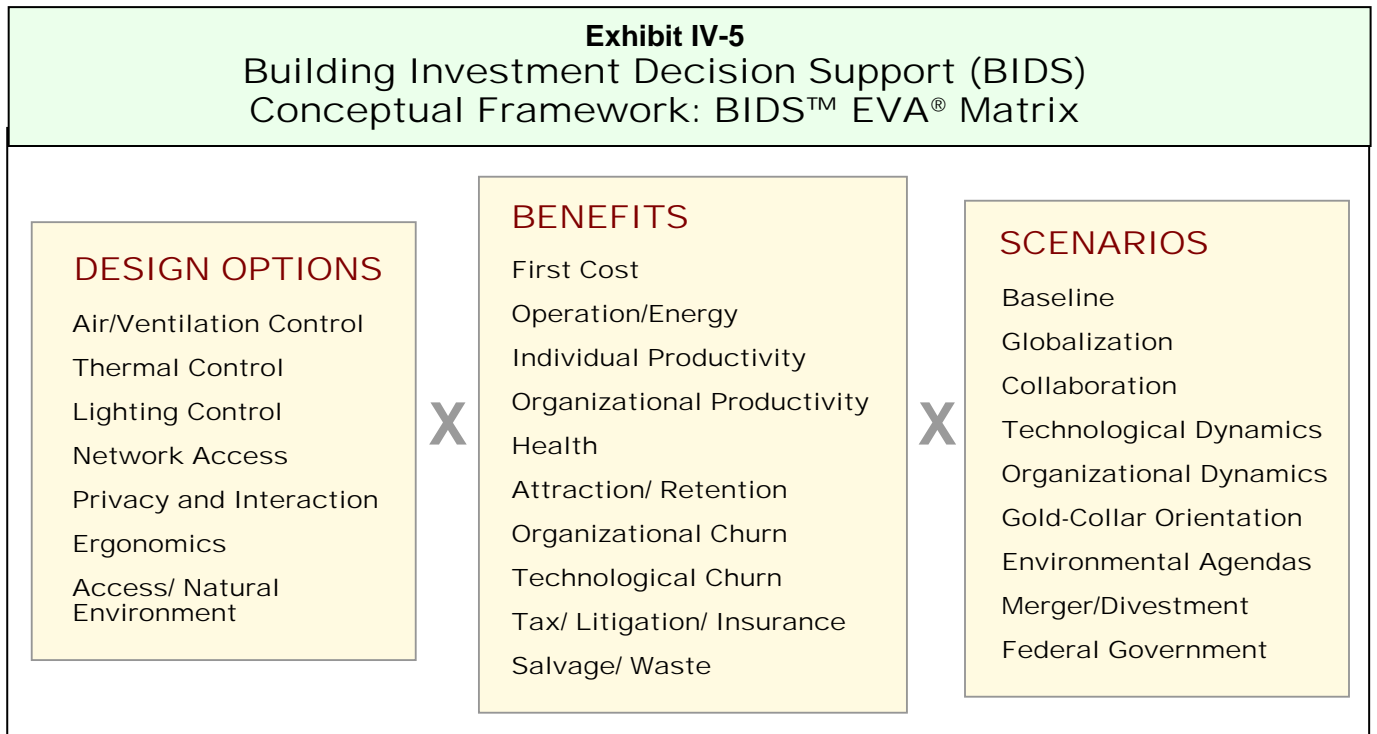 Exhibit IV-5
Building Investment Decision Support (BIDS)
Conceptual Framework: BIDS™ EVA® Matrix
DESIGN OPTIONS
Air/Ventilation Control
Thermal Control
Lighting Control
Network Access
Privacy and Interaction
Ergonomics
Access/ Natural
Environment
X
BENEFITS
First Cost
Operation/Energy
Individual Productivity
Organizational Productivity
Health
Attraction/ Retention
Organizational Churn
Technological Churn
Tax/ Litigation/ Insurance
Salvage/ Waste
X
SCENARIOS
Baseline
Globalization
Collaboration
Technological Dynamics
Organizational Dynamics
Gold-Collar Orientation
Environmental Agendas
Merger/Divestment
Federal Government